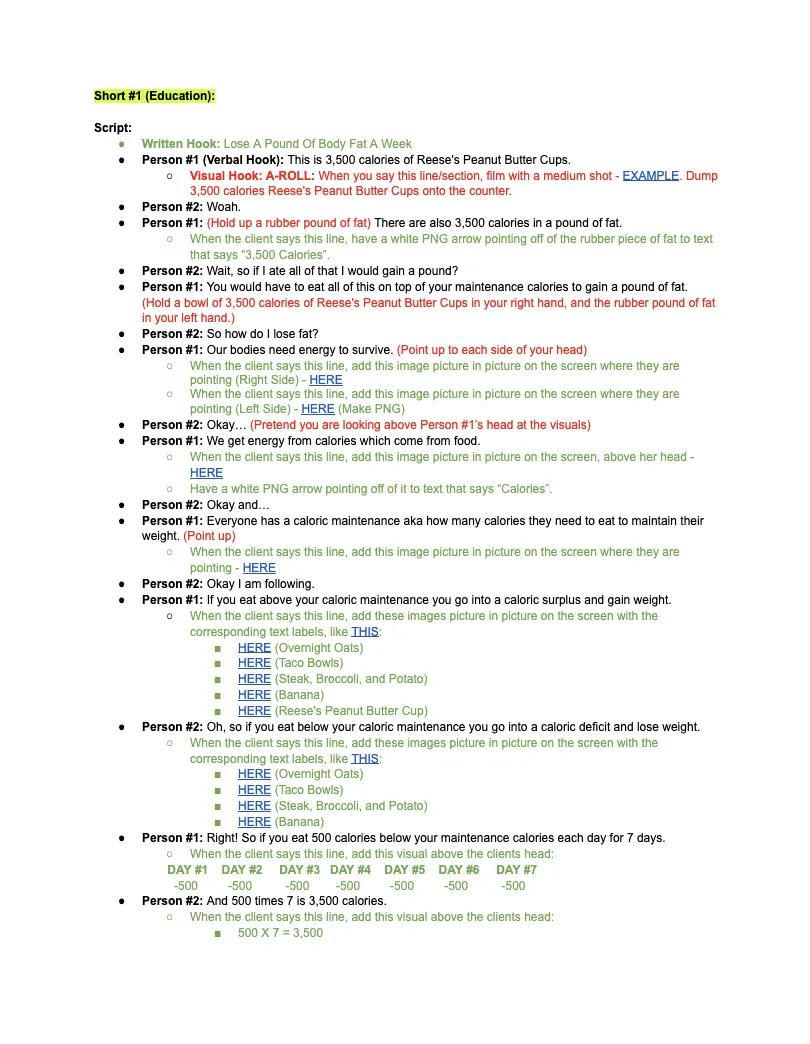 Short #1 (Education):
Script:
● Written Hook: Lose A Pound Of Body Fat A Week
● Person #1 (Verbal Hook): This is 3,500 calories of Reese's Peanut Butter Cups.
○ Visual Hook: A-ROLL: When you say this line/section, film with a medium shot - EXAMPLE. Dump
3,500 calories Reese's Peanut Butter Cups onto the counter.
● Person #2: Woah.
● Person #1: (Hold up a rubber pound of fat) There are also 3,500 calories in a pound of fat.
○ When the client says this line, have a white PNG arrow pointing off of the rubber piece of fat to text
that says “3,500 Calories”.
● Person #2: Wait, so if I ate all of that I would gain a pound?
● Person #1: You would have to eat all of this on top of your maintenance calories to gain a pound of fat.
(Hold a bowl of 3,500 calories of Reese's Peanut Butter Cups in your right hand, and the rubber pound of fat
in your left hand.)
● Person #2: So how do I lose fat?
● Person #1: Our bodies need energy to survive. (Point up to each side of your head)
○ When the client says this line, add this image picture in picture on the screen where they are
pointing (Right Side) - HERE
○ When the client says this line, add this image picture in picture on the screen where they are
pointing (Left Side) - HERE (Make PNG)
● Person #2: Okay… (Pretend you are looking above Person #1’s head at the visuals)
● Person #1: We get energy from calories which come from food.
○ When the client says this line, add this image picture in picture on the screen, above her head -
HERE
○ Have a white PNG arrow pointing off of it to text that says “Calories”.
● Person #2: Okay and…
● Person #1: Everyone has a caloric maintenance aka how many calories they need to eat to maintain their
weight. (Point up)
○ When the client says this line, add this image picture in picture on the screen where they are
pointing - HERE
● Person #2: Okay I am following.
● Person #1: If you eat above your caloric maintenance you go into a caloric surplus and gain weight.
○ When the client says this line, add these images picture in picture on the screen with the
corresponding text labels, like THIS:
■ HERE (Overnight Oats)
■ HERE (Taco Bowls)
■ HERE (Steak, Broccoli, and Potato)
■ HERE (Banana)
■ HERE (Reese's Peanut Butter Cup)
● Person #2: Oh, so if you eat below your caloric maintenance you go into a caloric deficit and lose weight.
○ When the client says this line, add these images picture in picture on the screen with the
corresponding text labels, like THIS:
■ HERE (Overnight Oats)
■ HERE (Taco Bowls)
■ HERE (Steak, Broccoli, and Potato)
■ HERE (Banana)
● Person #1: Right! So if you eat 500 calories below your maintenance calories each day for 7 days.
○ When the client says this line, add this visual above the clients head:
DAY #1 DAY #2 DAY #3 DAY #4 DAY #5 DAY #6 DAY #7
-500 -500 -500 -500 -500 -500 -500
● Person #2: And 500 times 7 is 3,500 calories.
○ When the client says this line, add this visual above the clients head:
■ 500 X 7 = 3,500